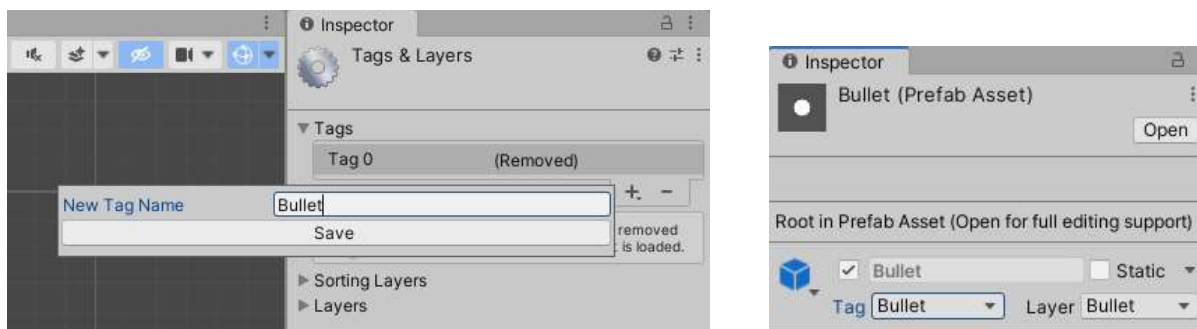 Inspector
Tags & Layers
Tags
Tag 0 (Removed)
New Tag Name Bullet
Save
removed
is loaded.
Sorting Layers
Layers
Inspector
Bullet (Prefab Asset)
Open
Root in Prefab Asset (Open for full editing support)
Bullet Static
Tag Bullet Layer Bullet